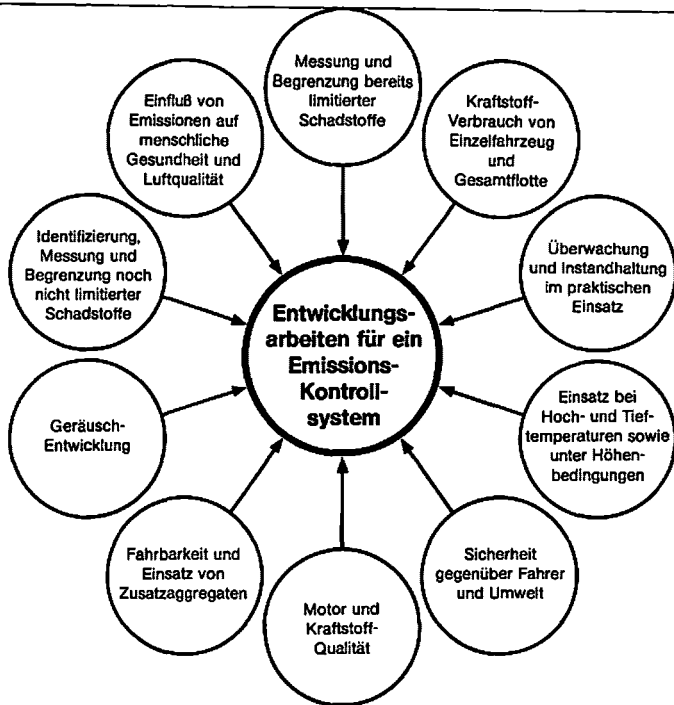 Messung und
Begrenzung bereits
limitierter
Schadstoffe
Kraftstoff-
Verbrauch von
Einzelfahrzeug
und
Gesamtflotte
Überwachung
und Instandhaltung
im praktischen
Einsatz
Einsatz bei
Hoch- und Tief-
temperaturen sowie
unter Höhen-
bedingungen
Sicherheit
gegenüber Fahrer
und Umwelt
Motor und
Kraftstoff-
Qualität
Fahrbarkeit und
Einsatz von
Zusatzaggregaten
Geräusch-
Entwicklung
Identifizierung,
Messung und
Begrenzung noch
nicht limitierter
Schadstoffe
Einfluß von
Emissionen auf
menschliche
Gesundheit und
Luftqualität
Entwicklungs-
arbeiten für ein
Emissions-
Kontroll-
system